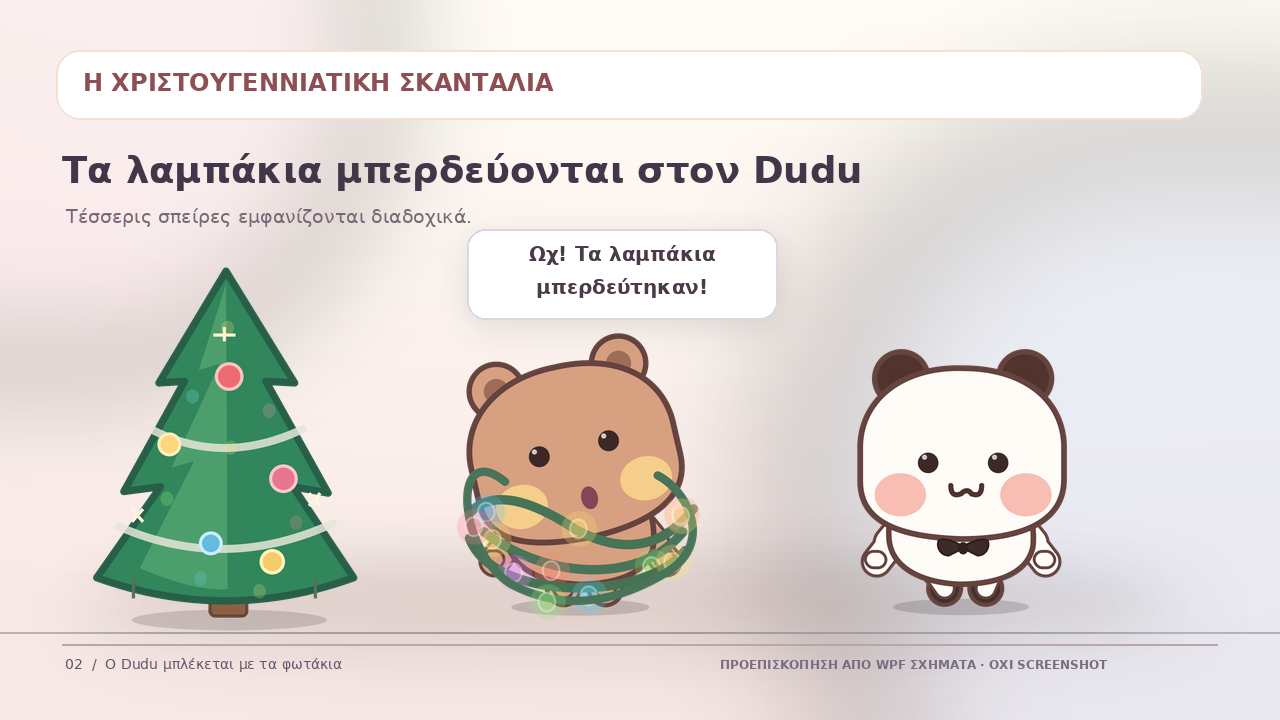 Η ΧΡΙΣΤΟΥΓΕΝΝΙΑΤΙΚΗ ΣΚΑΝΤΑΛΙΑ
Τα λαμπάκια μπερδεύονται στον Dudu
Τέσσερις σπείρες εμφανίζονται διαδοχικά.
Ωχ! Τα λαμπάκια
μπερδεύτηκαν!
02 / Ο Dudu μπλέκεται με τα φωτάκια
ΠΡΟΕΠΙΣΚΟΠΗΣΗ ΑΠΟ WPF ΣΧΗΜΑΤΑ · ΟΧΙ SCREENSHOT